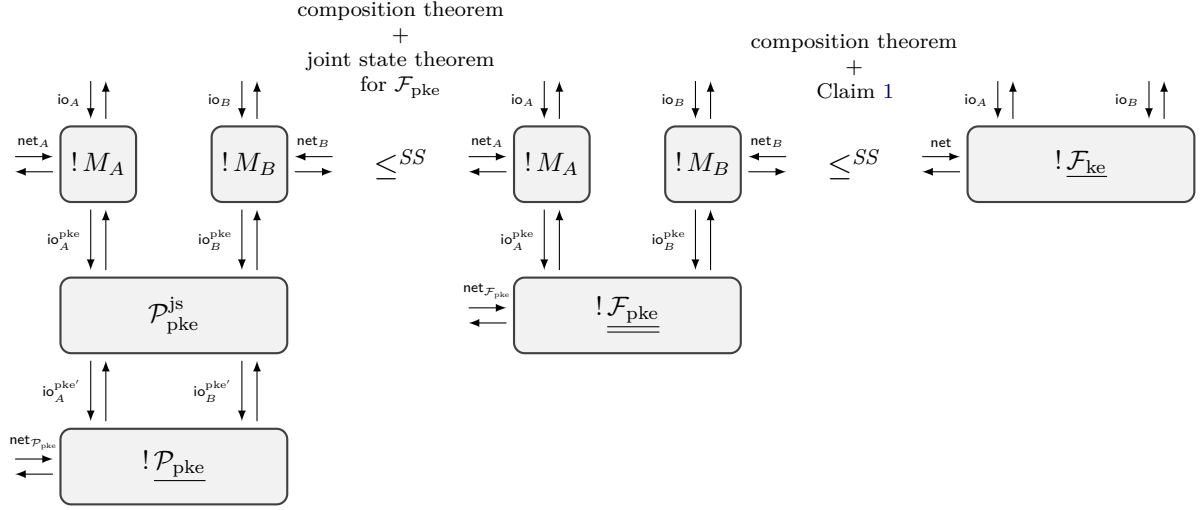 composition theorem
+
joint state theorem
for F_pke
composition theorem
+
Claim 1
io_A
io_B
io_A
io_B
io_A
io_B
net_A
! M_A
! M_B
net_B
≤^SS
net_A
! M_A
! M_B
net_B
≤^SS
net
! F_ke
io_A^pke
io_B^pke
io_A^pke
io_B^pke
P_pke^js
net_F_pke
! F_pke
io_A^pke′
io_B^pke′
net_P_pke
! P_pke